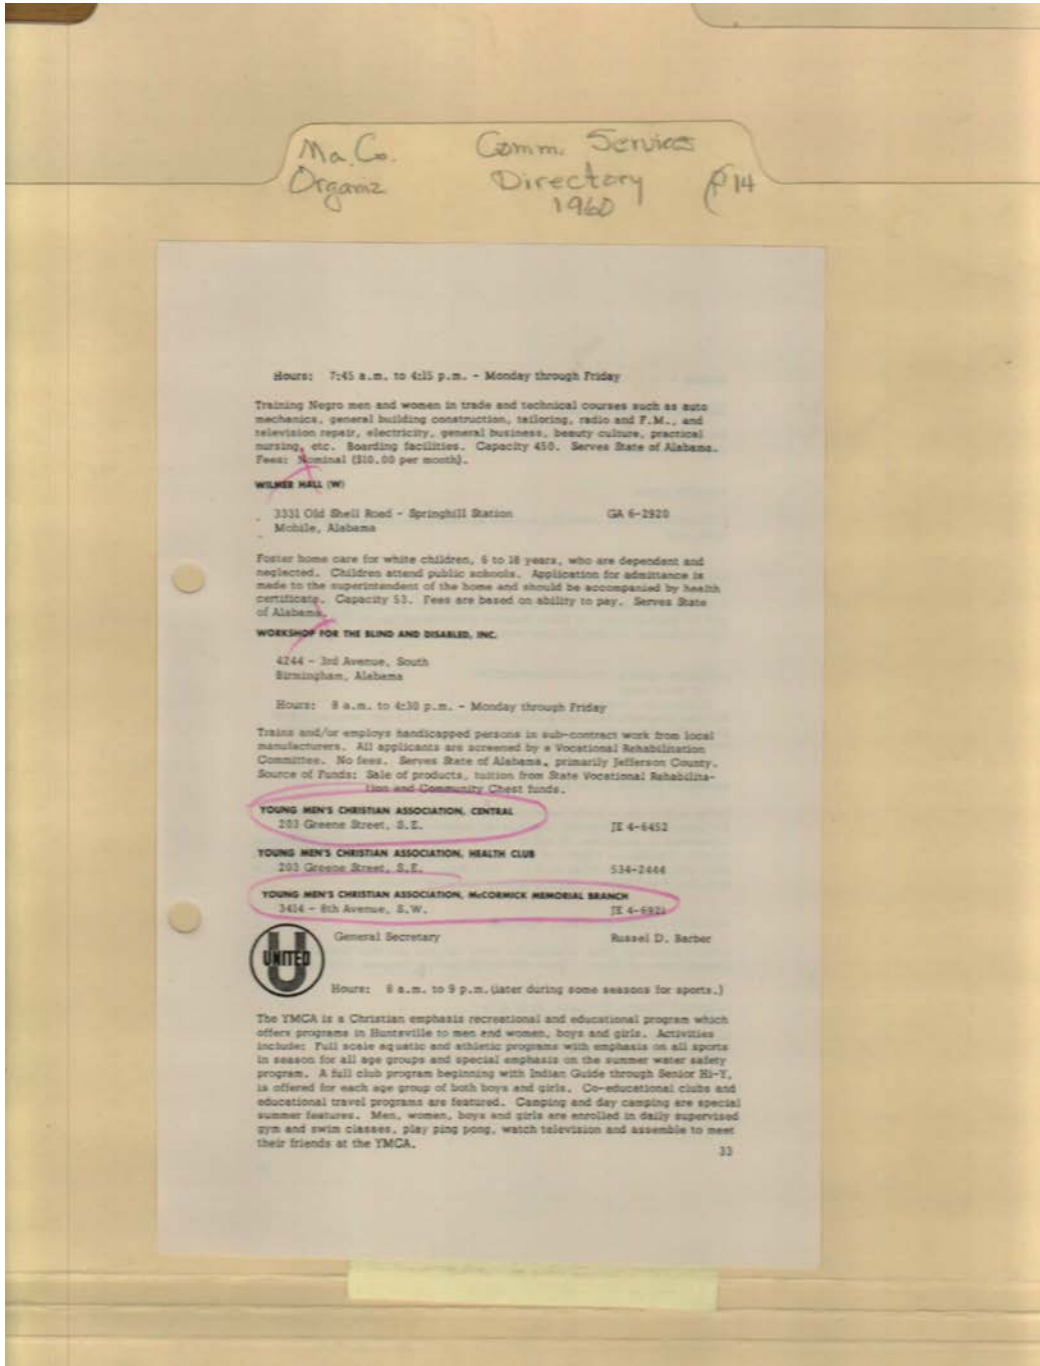 Ma. Co. Comm. Services
Organiz Directory p14
1960
Hours: 7:45 a.m. to 4:15 p.m. - Monday through Friday
Training Negro men and women in trade and technical courses such as auto
mechanics, general building construction, tailoring, radio and F.M., and
television repair, electricity, general business, beauty culture, practical
nursing, etc. Boarding facilities. Capacity 450. Serves State of Alabama.
Fees: Nominal ($10.00 per month).
WILMER HALL (W)
3331 Old Shell Road - Springhill Station GA 6-2920
Mobile, Alabama
Foster home care for white children, 6 to 18 years, who are dependent and
neglected. Children attend public schools. Application for admittance is
made to the superintendent of the home and should be accompanied by health
certificate. Capacity 53. Fees are based on ability to pay. Serves State
of Alabama.
WORKSHOP FOR THE BLIND AND DISABLED, INC.
4244 - 3rd Avenue, South
Birmingham, Alabama
Hours: 8 a.m. to 4:30 p.m. - Monday through Friday
Trains and/or employs handicapped persons in sub-contract work from local
manufacturers. All applicants are screened by a Vocational Rehabilitation
Committee. No fees. Serves State of Alabama, primarily Jefferson County.
Source of Funds: Sale of products, tuition from State Vocational Rehabilita-
tion and Community Chest funds.
YOUNG MEN'S CHRISTIAN ASSOCIATION, CENTRAL
203 Greene Street, S.E. JE 4-6452
YOUNG MEN'S CHRISTIAN ASSOCIATION, HEALTH CLUB
203 Greene Street, S.E. 534-2444
YOUNG MEN'S CHRISTIAN ASSOCIATION, McCORMICK MEMORIAL BRANCH
3414 - 8th Avenue, S.W. JE 4-6921
General Secretary Russel D. Barber
UNITED
Hours: 8 a.m. to 9 p.m. (later during some seasons for sports.)
The YMCA is a Christian emphasis recreational and educational program which
offers programs in Huntsville to men end women, boys and girls. Activities
include: Full scale aquatic and athletic programs with emphasis on all sports
in season for all age groups and special emphasis on the summer water safety
program. A full club program beginning with Indian Guide through Senior Hi-Y,
is offered for each age group of both boys and girls. Co-educational clubs and
educational travel programs are featured. Camping and day camping are special
summer features. Men, women, boys and girls are enrolled in daily supervised
gym and swim classes, play ping pong, watch television and assemble to meet
their friends at the YMCA.
33